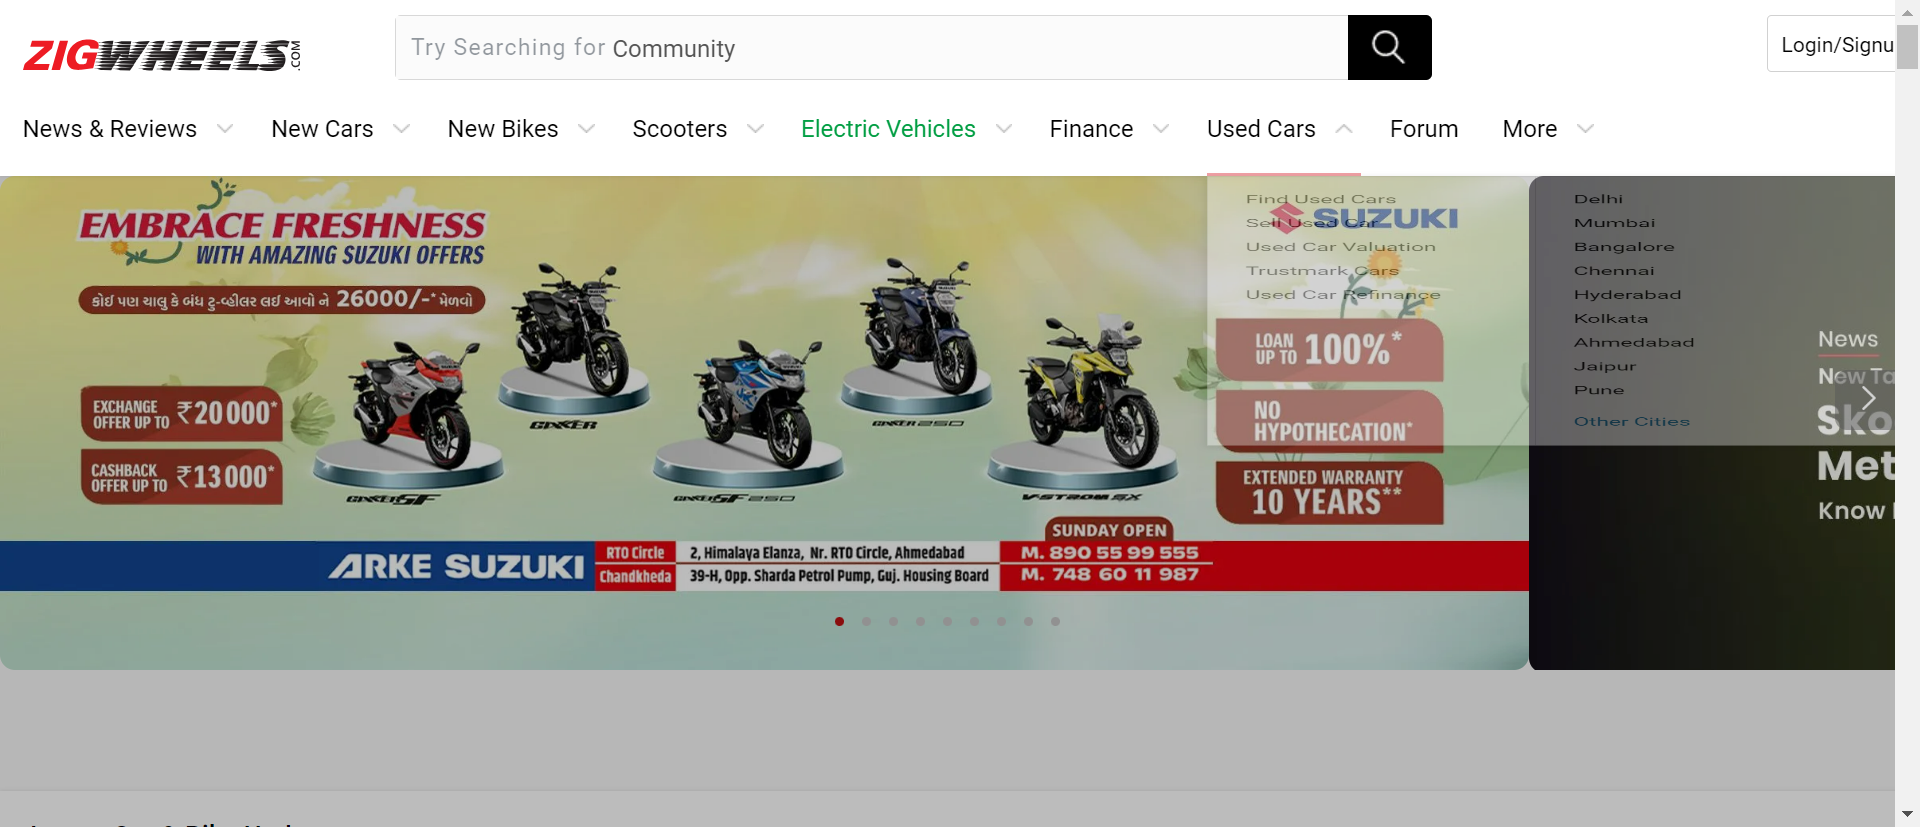 ZIGWHEELS.COM
Try Searching for Community
Login/Signu
News & Reviews
New Cars
New Bikes
Scooters
Electric Vehicles
Finance
Used Cars
Forum
More
EMBRACE FRESHNESS
WITH AMAZING SUZUKI OFFERS
કોઈ પણ ચાલુ કે બંધ ટુ-વ્હીલર લઈ આવો ને 26000/-* મેળવો
EXCHANGE
OFFER UP TO ₹20000*
CASHBACK
OFFER UP TO ₹13000*
GIXXER SF
GIXXER
GIXXER SF 250
GIXXER 250
V-STROM SX
SUZUKI
Find Used Cars
Sell Used Car
Used Car Valuation
Trustmark Cars
Used Car Refinance
LOAN
UP TO 100%*
NO
HYPOTHECATION*
EXTENDED WARRANTY
10 YEARS**
SUNDAY OPEN
ARKE SUZUKI
RTO Circle
2, Himalaya Elanza, Nr. RTO Circle, Ahmedabad
M. 890 55 99 555
Chandkheda
39-H, Opp. Sharda Petrol Pump, Guj. Housing Board
M. 748 60 11 987
Delhi
Mumbai
Bangalore
Chennai
Hyderabad
Kolkata
Ahmedabad
Jaipur
Pune
Other Cities
News
New Ta
Sko
Met
Know